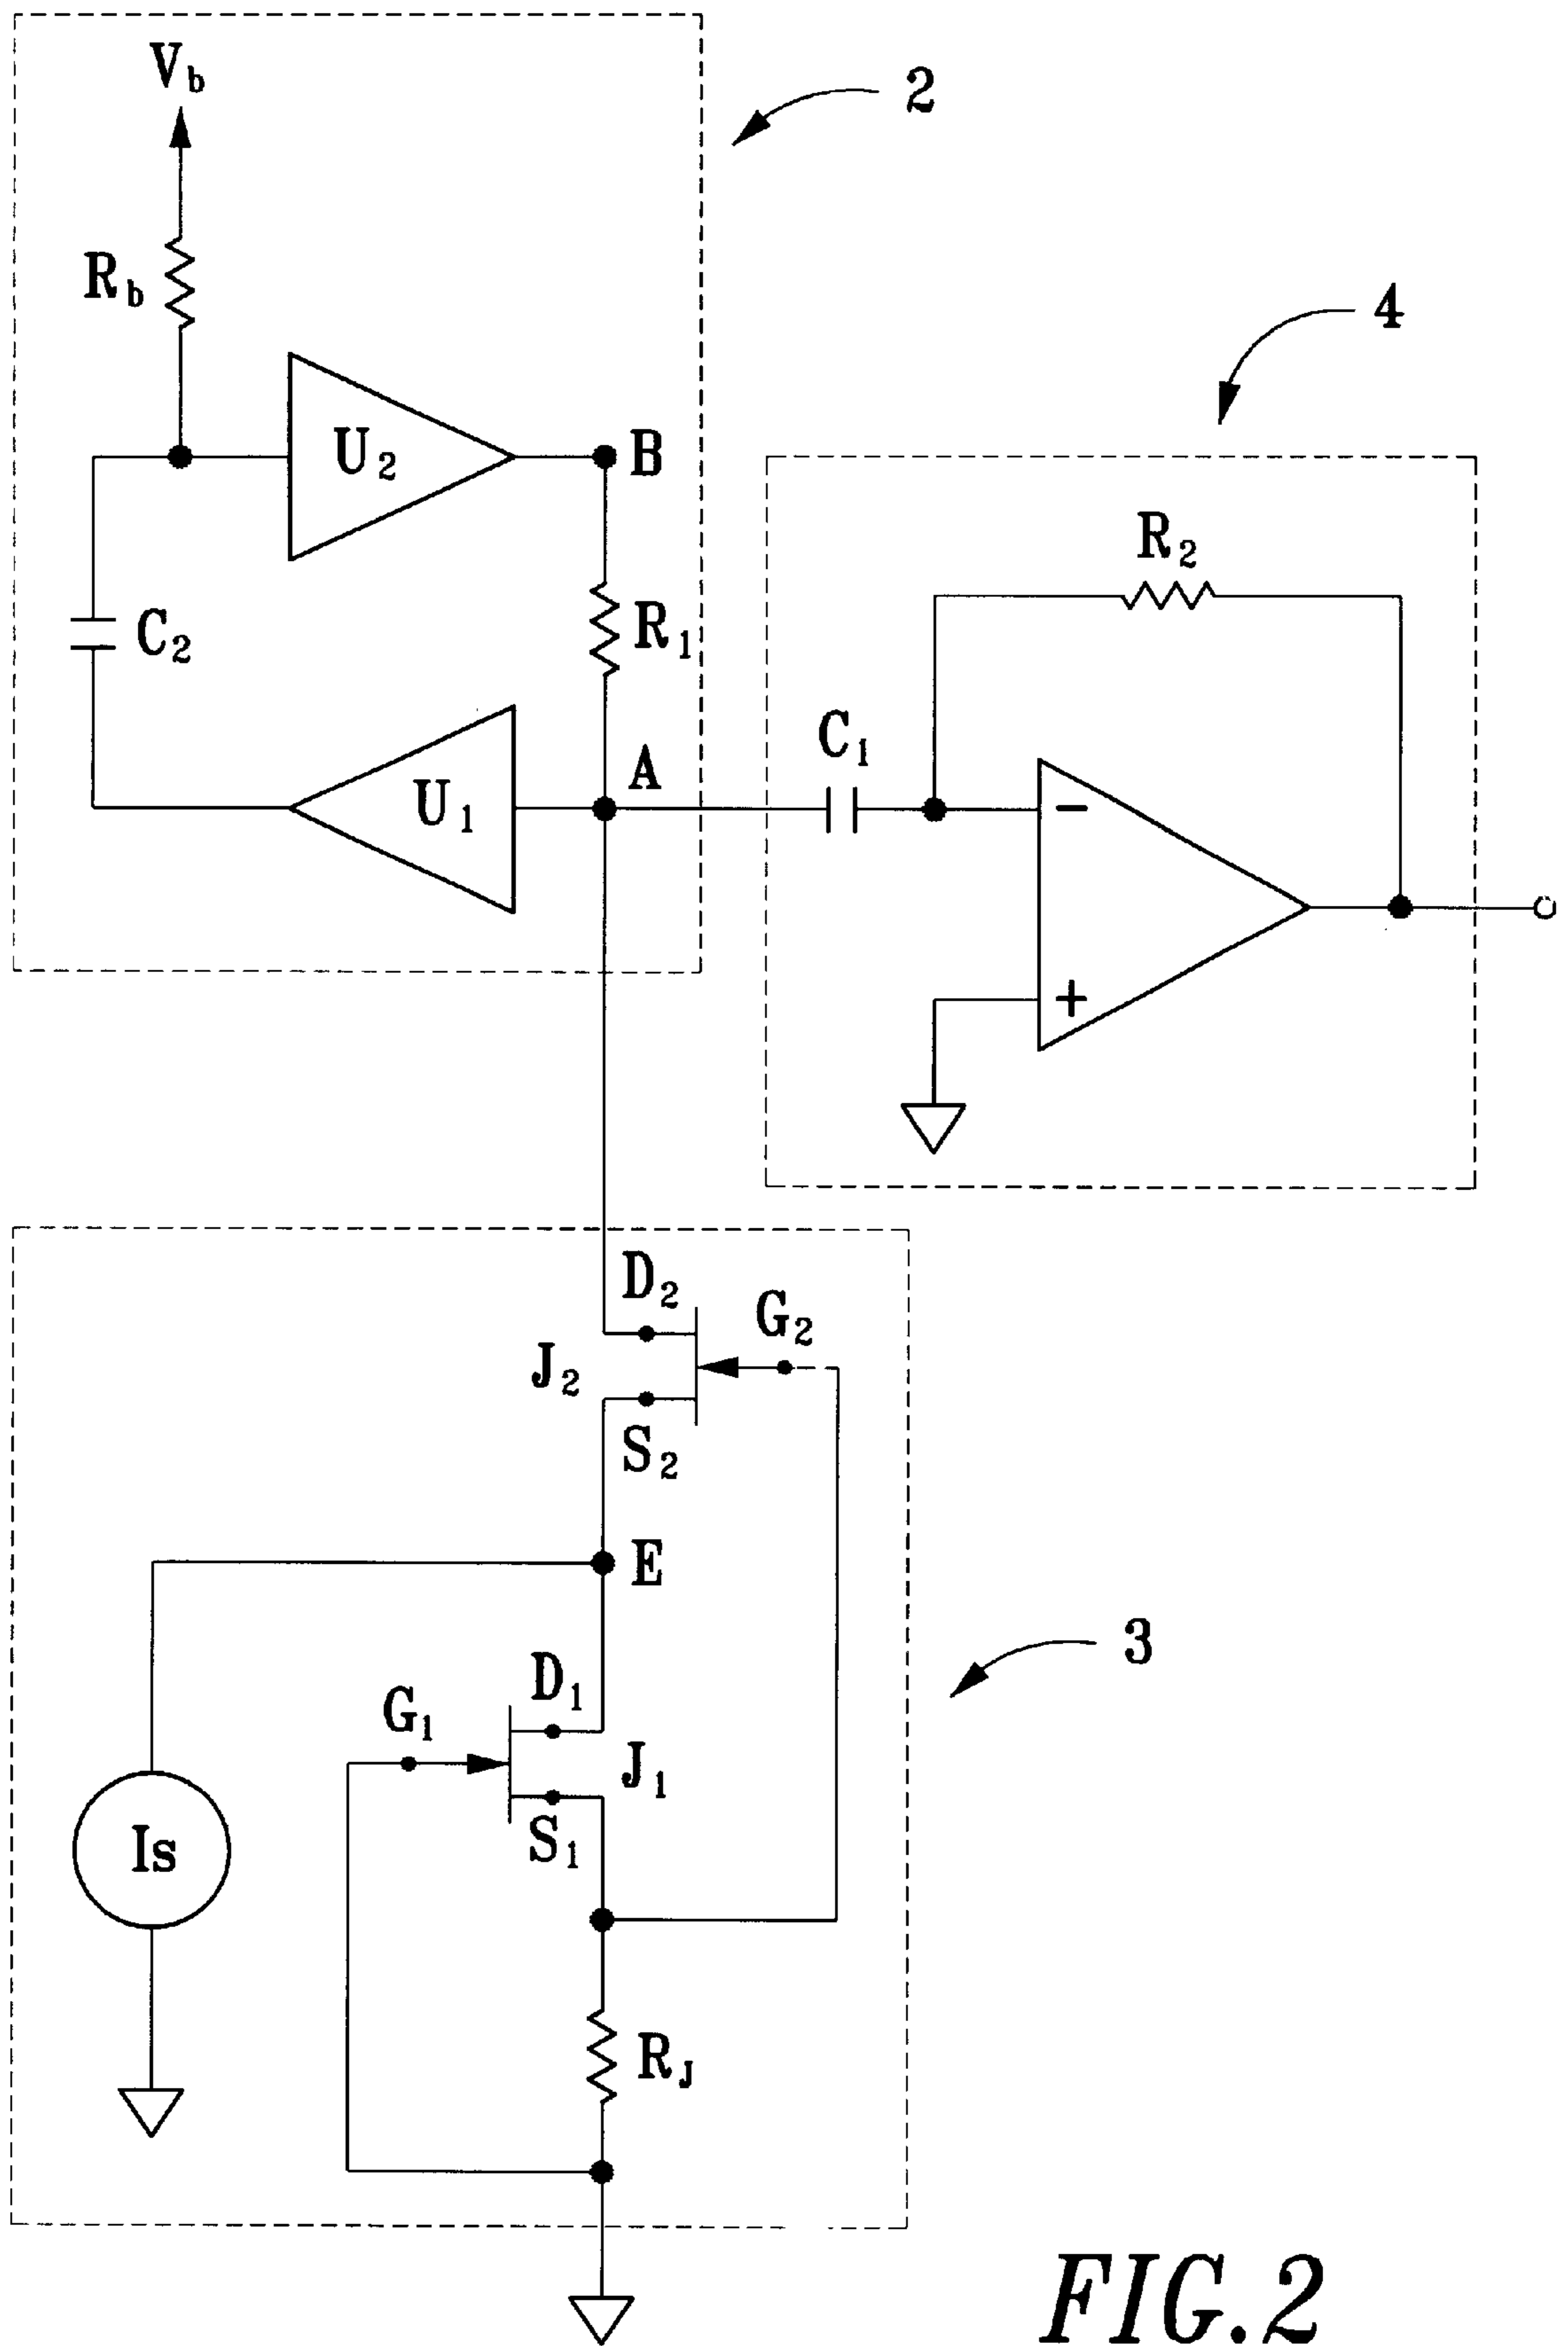 V_b
2
R_b
4
U_2
B
R_2
C_2
R_1
C_1
A
U_1
−
+
D_2
G_2
J_2
S_2
E
3
D_1
G_1
J_1
S_1
Is
R_J
FIG.2